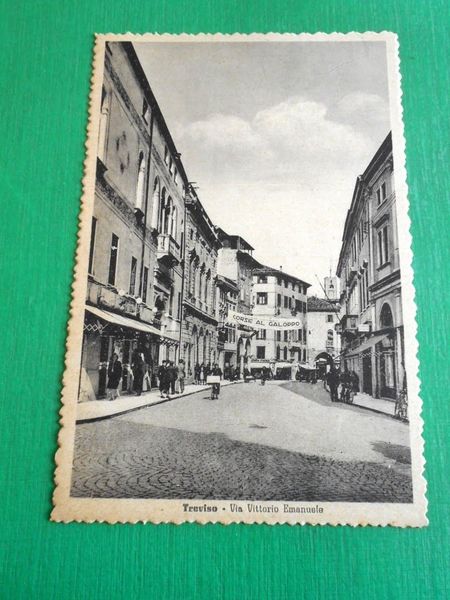 CORSE AL GALOPPO
Treviso - Via Vittorio Emanuele